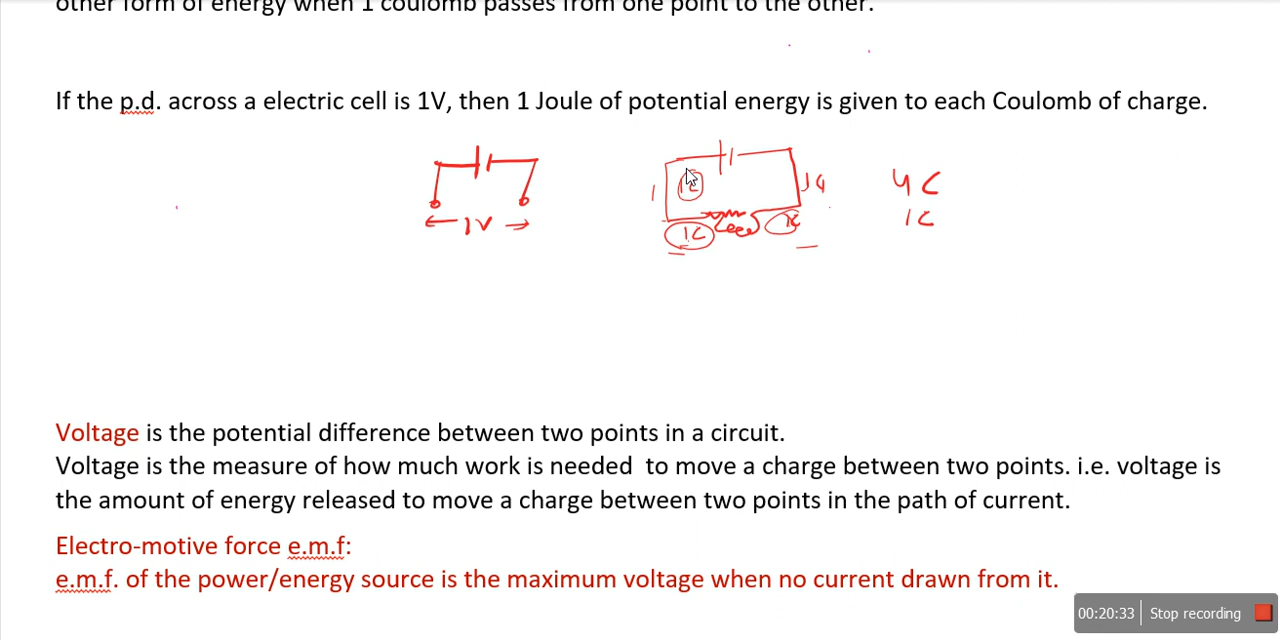 other form of energy when 1 coulomb passes from one point to the other.
If the p.d. across a electric cell is 1V, then 1 Joule of potential energy is given to each Coulomb of charge.
1V
1C
4C
1C
1C
1C
Voltage is the potential difference between two points in a circuit.
Voltage is the measure of how much work is needed to move a charge between two points. i.e. voltage is
the amount of energy released to move a charge between two points in the path of current.
Electro-motive force e.m.f:
e.m.f. of the power/energy source is the maximum voltage when no current drawn from it.
00:20:33 Stop recording